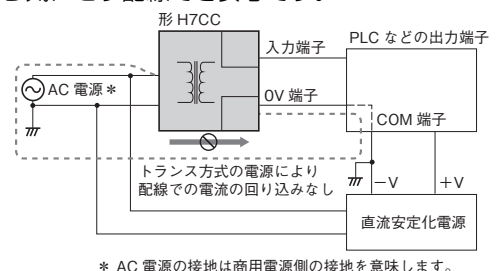 形 H7CC
PLC などの出力端子
入力端子
AC 電源*
0V 端子
COM 端子
トランス方式の電源により
配線での電流の回り込みなし
－V
＋V
直流安定化電源
* AC 電源の接地は商用電源側の接地を意味します。